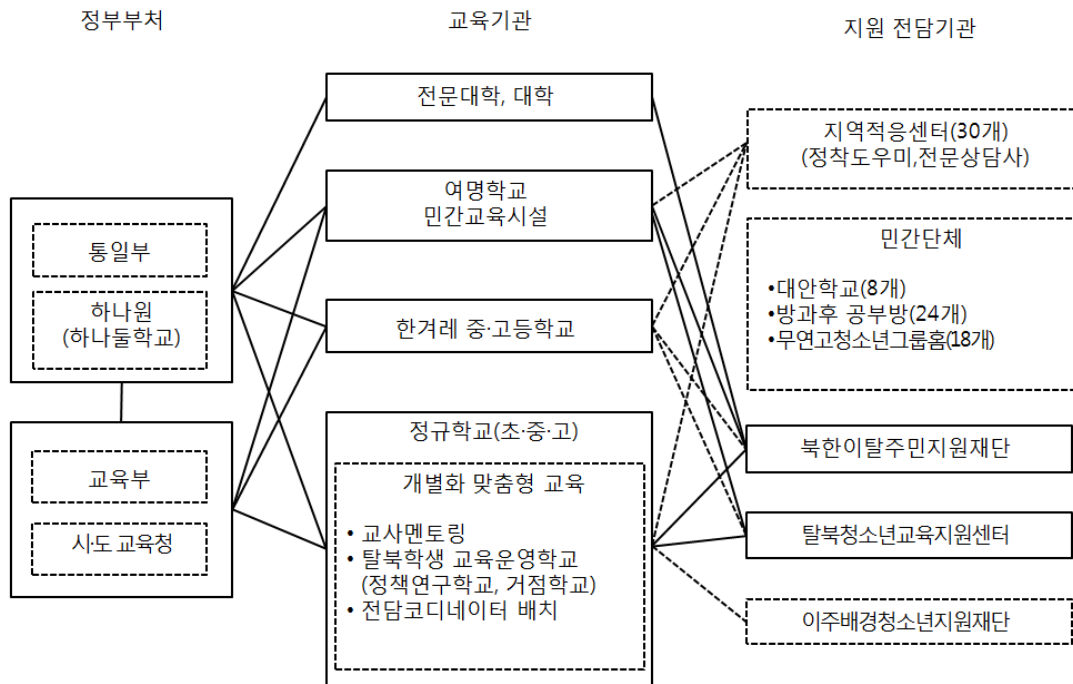 정부부처
교육기관
지원 전담기관
통일부
하나원
(하나둘학교)
교육부
시·도 교육청
전문대학, 대학
여명학교
민간교육시설
한겨레 중·고등학교
정규학교(초·중·고)
개별화 맞춤형 교육
• 교사멘토링
• 탈북학생 교육운영학교
(정책연구학교, 거점학교)
• 전담코디네이터 배치
지역적응센터(30개)
(정착도우미,전문상담사)
민간단체
•대안학교(8개)
•방과후 공부방(24개)
•무연고청소년그룹홈(18개)
북한이탈주민지원재단
탈북청소년교육지원센터
이주배경청소년지원재단